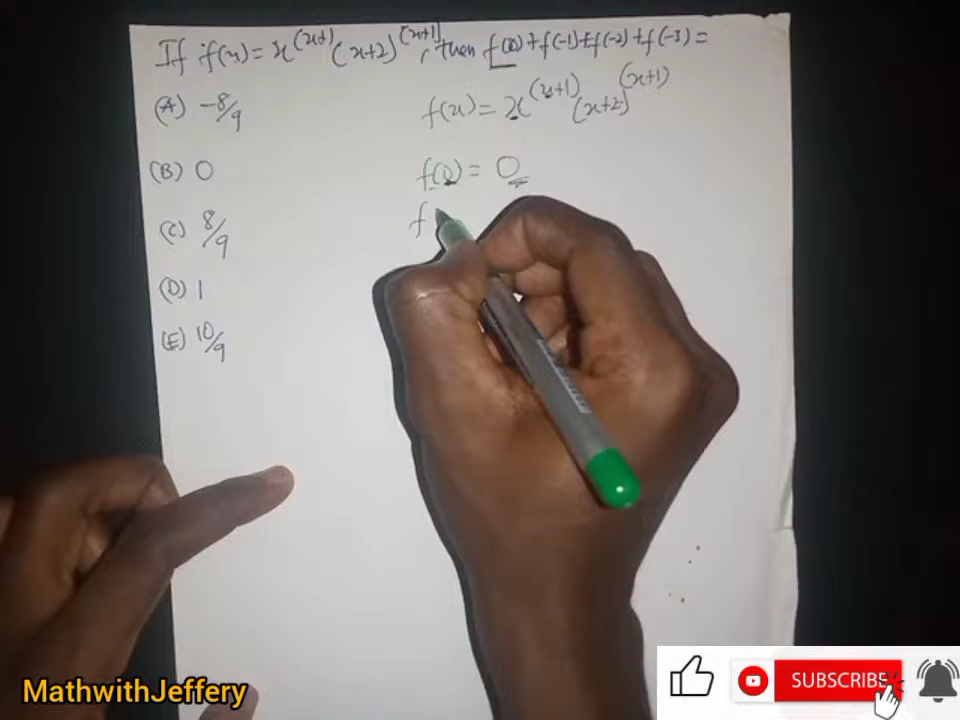 If f(x) = x^(x+1) (x+2)^(x+1), then f(0) + f(-1) + f(-2) + f(-3) =
(A) -8/9
f(x) = x^(x+1) (x+2)^(x+1)
(B) 0
f(0) = 0
f
(C) 8/9
(D) 1
(E) 10/9
MathwithJeffery
SUBSCRIBE